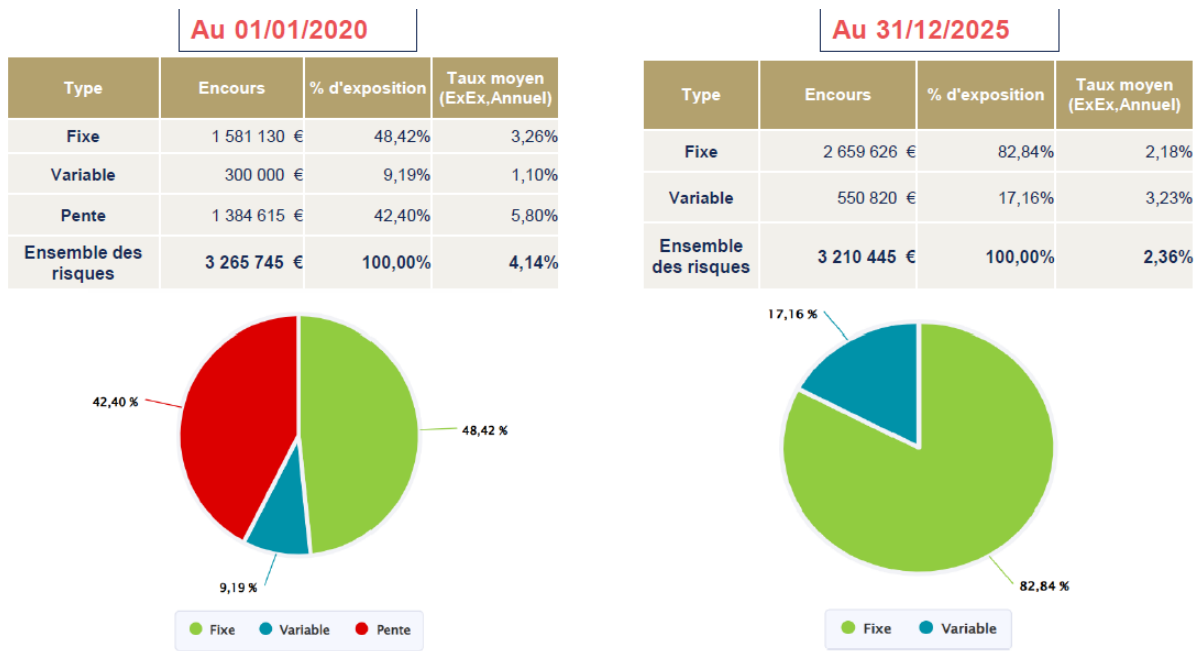 Au 01/01/2020
Type Encours % d'exposition Taux moyen
(ExEx,Annuel)
Fixe 1 581 130 € 48,42% 3,26%
Variable 300 000 € 9,19% 1,10%
Pente 1 384 615 € 42,40% 5,80%
Ensemble des
risques 3 265 745 € 100,00% 4,14%
42,40 %
48,42 %
9,19 %
Fixe Variable Pente
Au 31/12/2025
Type Encours % d'exposition Taux moyen
(ExEx,Annuel)
Fixe 2 659 626 € 82,84% 2,18%
Variable 550 820 € 17,16% 3,23%
Ensemble
des risques 3 210 445 € 100,00% 2,36%
17,16 %
82,84 %
Fixe Variable